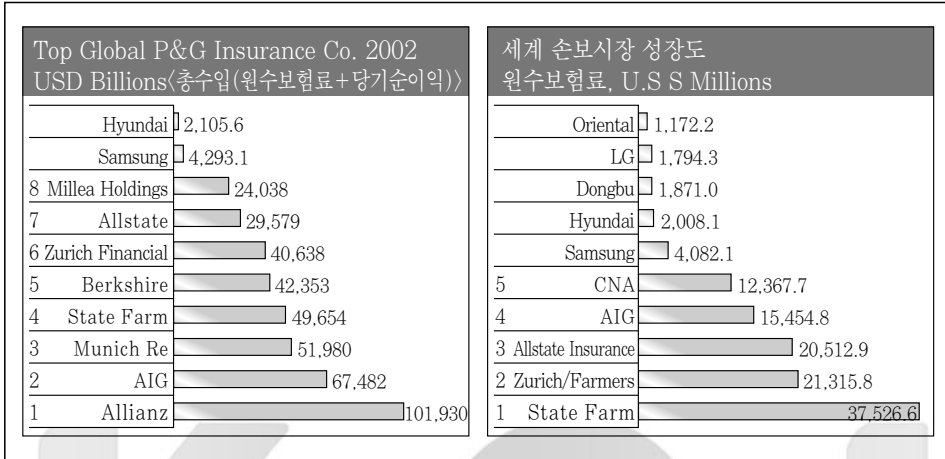 Top Global P&G Insurance Co. 2002
USD Billions〈총수입(원수보험료+당기순이익)〉
Hyundai 2,105.6
Samsung 4,293.1
8 Millea Holdings 24,038
7 Allstate 29,579
6 Zurich Financial 40,638
5 Berkshire 42,353
4 State Farm 49,654
3 Munich Re 51,980
2 AIG 67,482
1 Allianz 101,930
세계 손보시장 성장도
원수보험료, U.S S Millions
Oriental 1,172.2
LG 1,794.3
Dongbu 1,871.0
Hyundai 2,008.1
Samsung 4,082.1
5 CNA 12,367.7
4 AIG 15,454.8
3 Allstate Insurance 20,512.9
2 Zurich/Farmers 21,315.8
1 State Farm 37,526.6